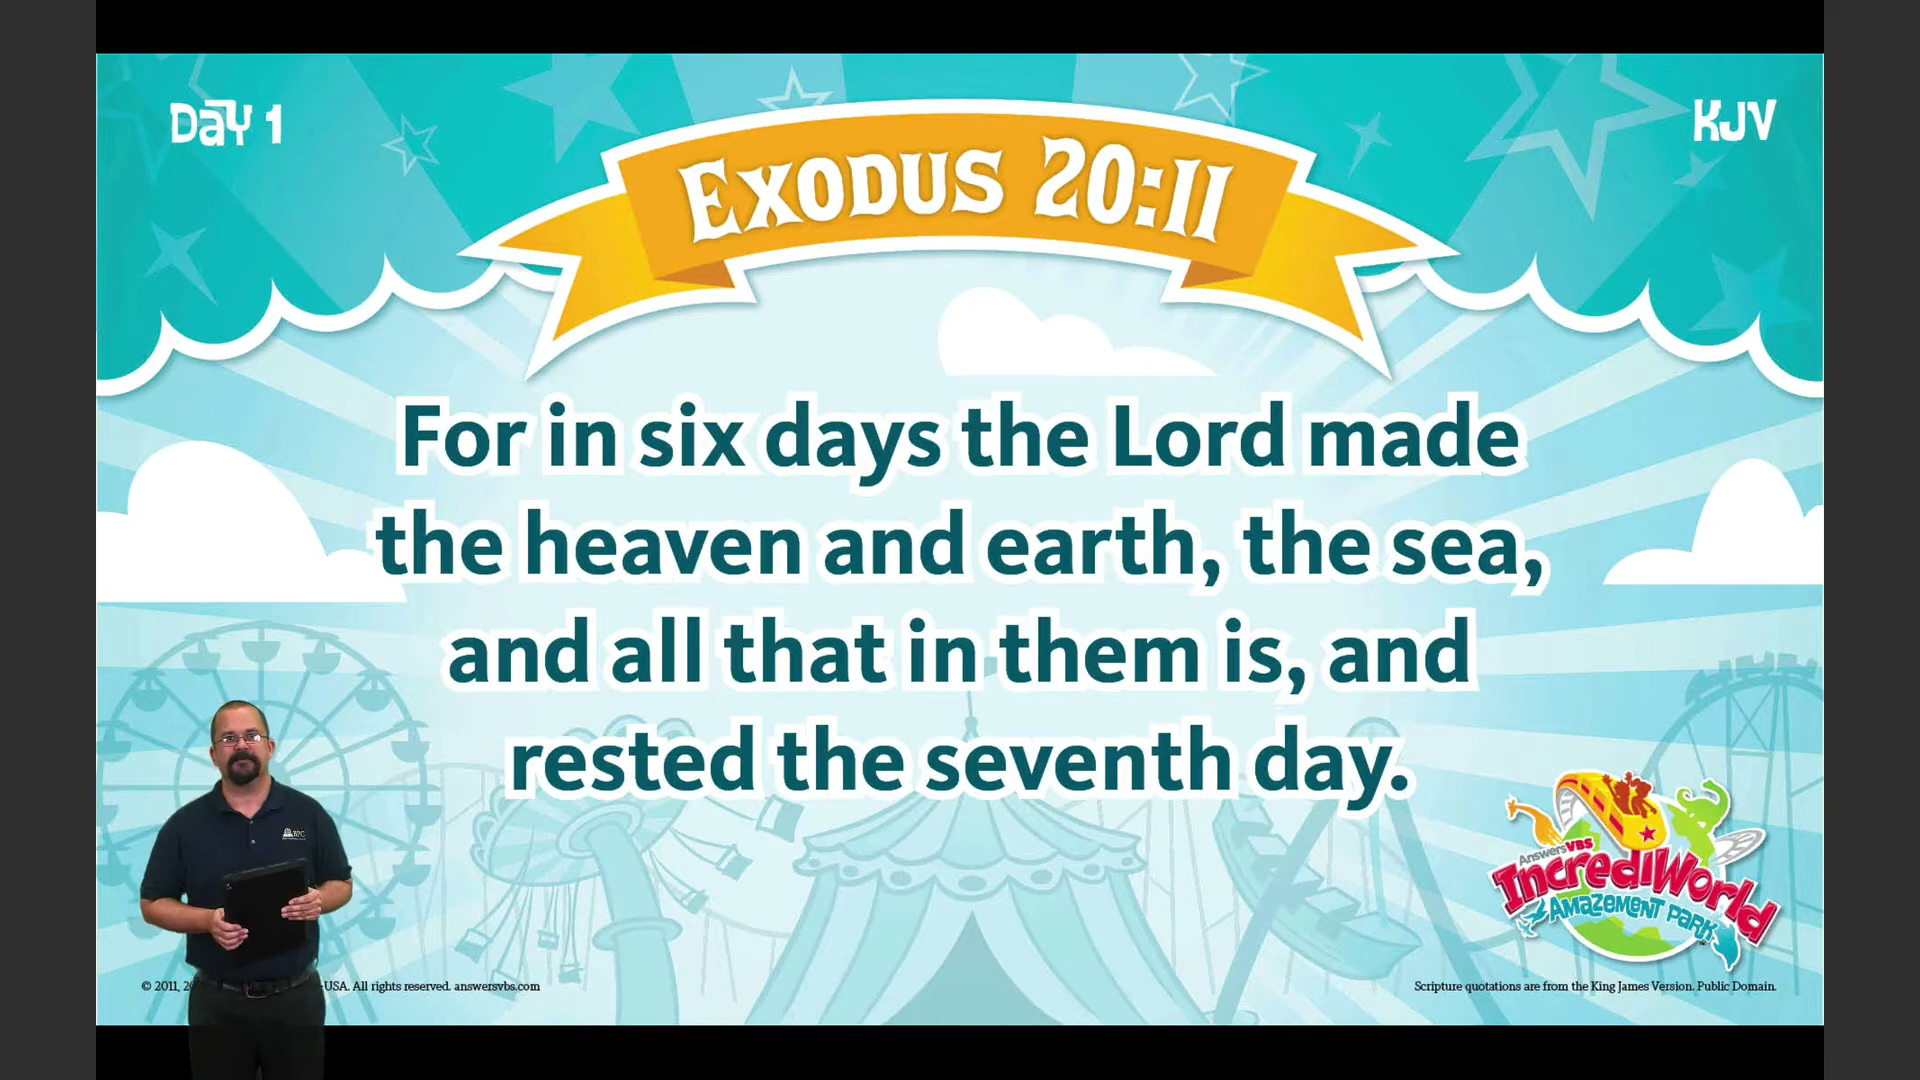 Day 1
KJV
Exodus 20:11
For in six days the Lord made
the heaven and earth, the sea,
and all that in them is, and
rested the seventh day.
Answers VBS
IncrediWorld
Amazement Park
© 2011, -USA. All rights reserved. answersvbs.com
Scripture quotations are from the King James Version. Public Domain.